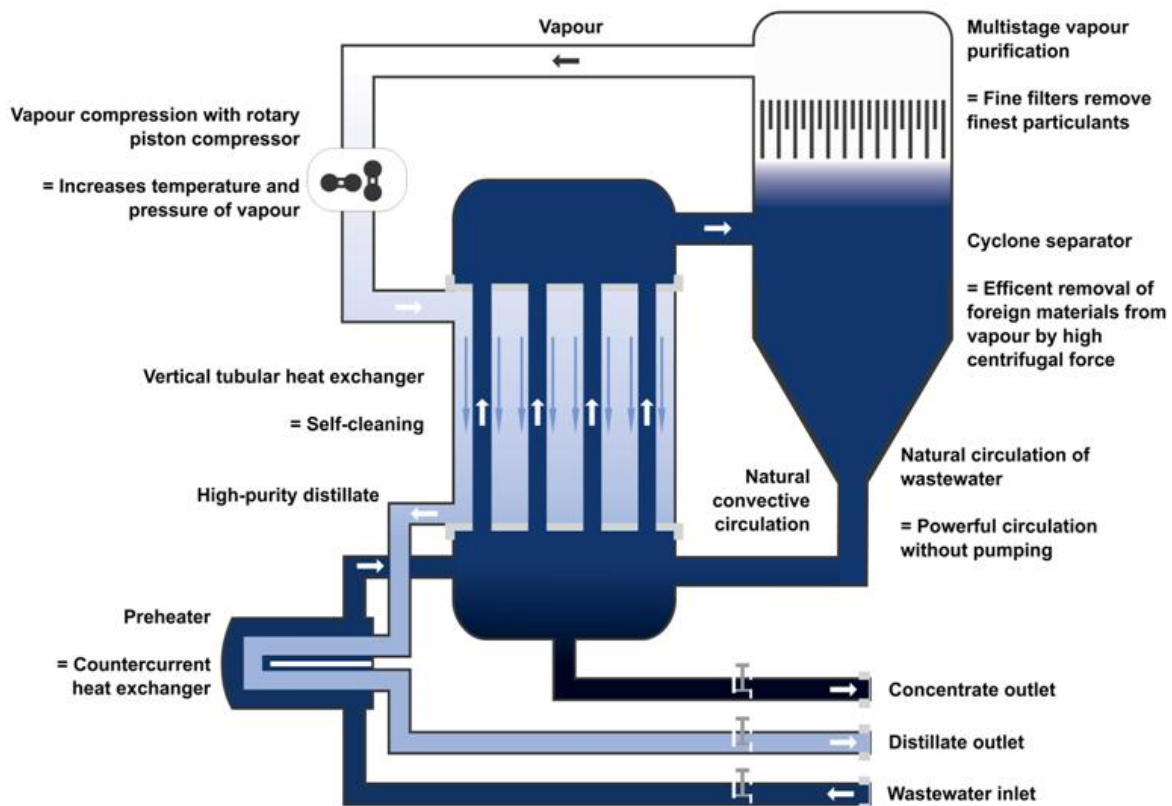 Vapour
Multistage vapour
purification
= Fine filters remove
finest particulants
Vapour compression with rotary
piston compressor
= Increases temperature and
pressure of vapour
Cyclone separator
= Efficent removal of
foreign materials from
vapour by high
centrifugal force
Vertical tubular heat exchanger
= Self-cleaning
High-purity distillate
Natural
convective
circulation
Natural circulation of
wastewater
= Powerful circulation
without pumping
Preheater
= Countercurrent
heat exchanger
Concentrate outlet
Distillate outlet
Wastewater inlet